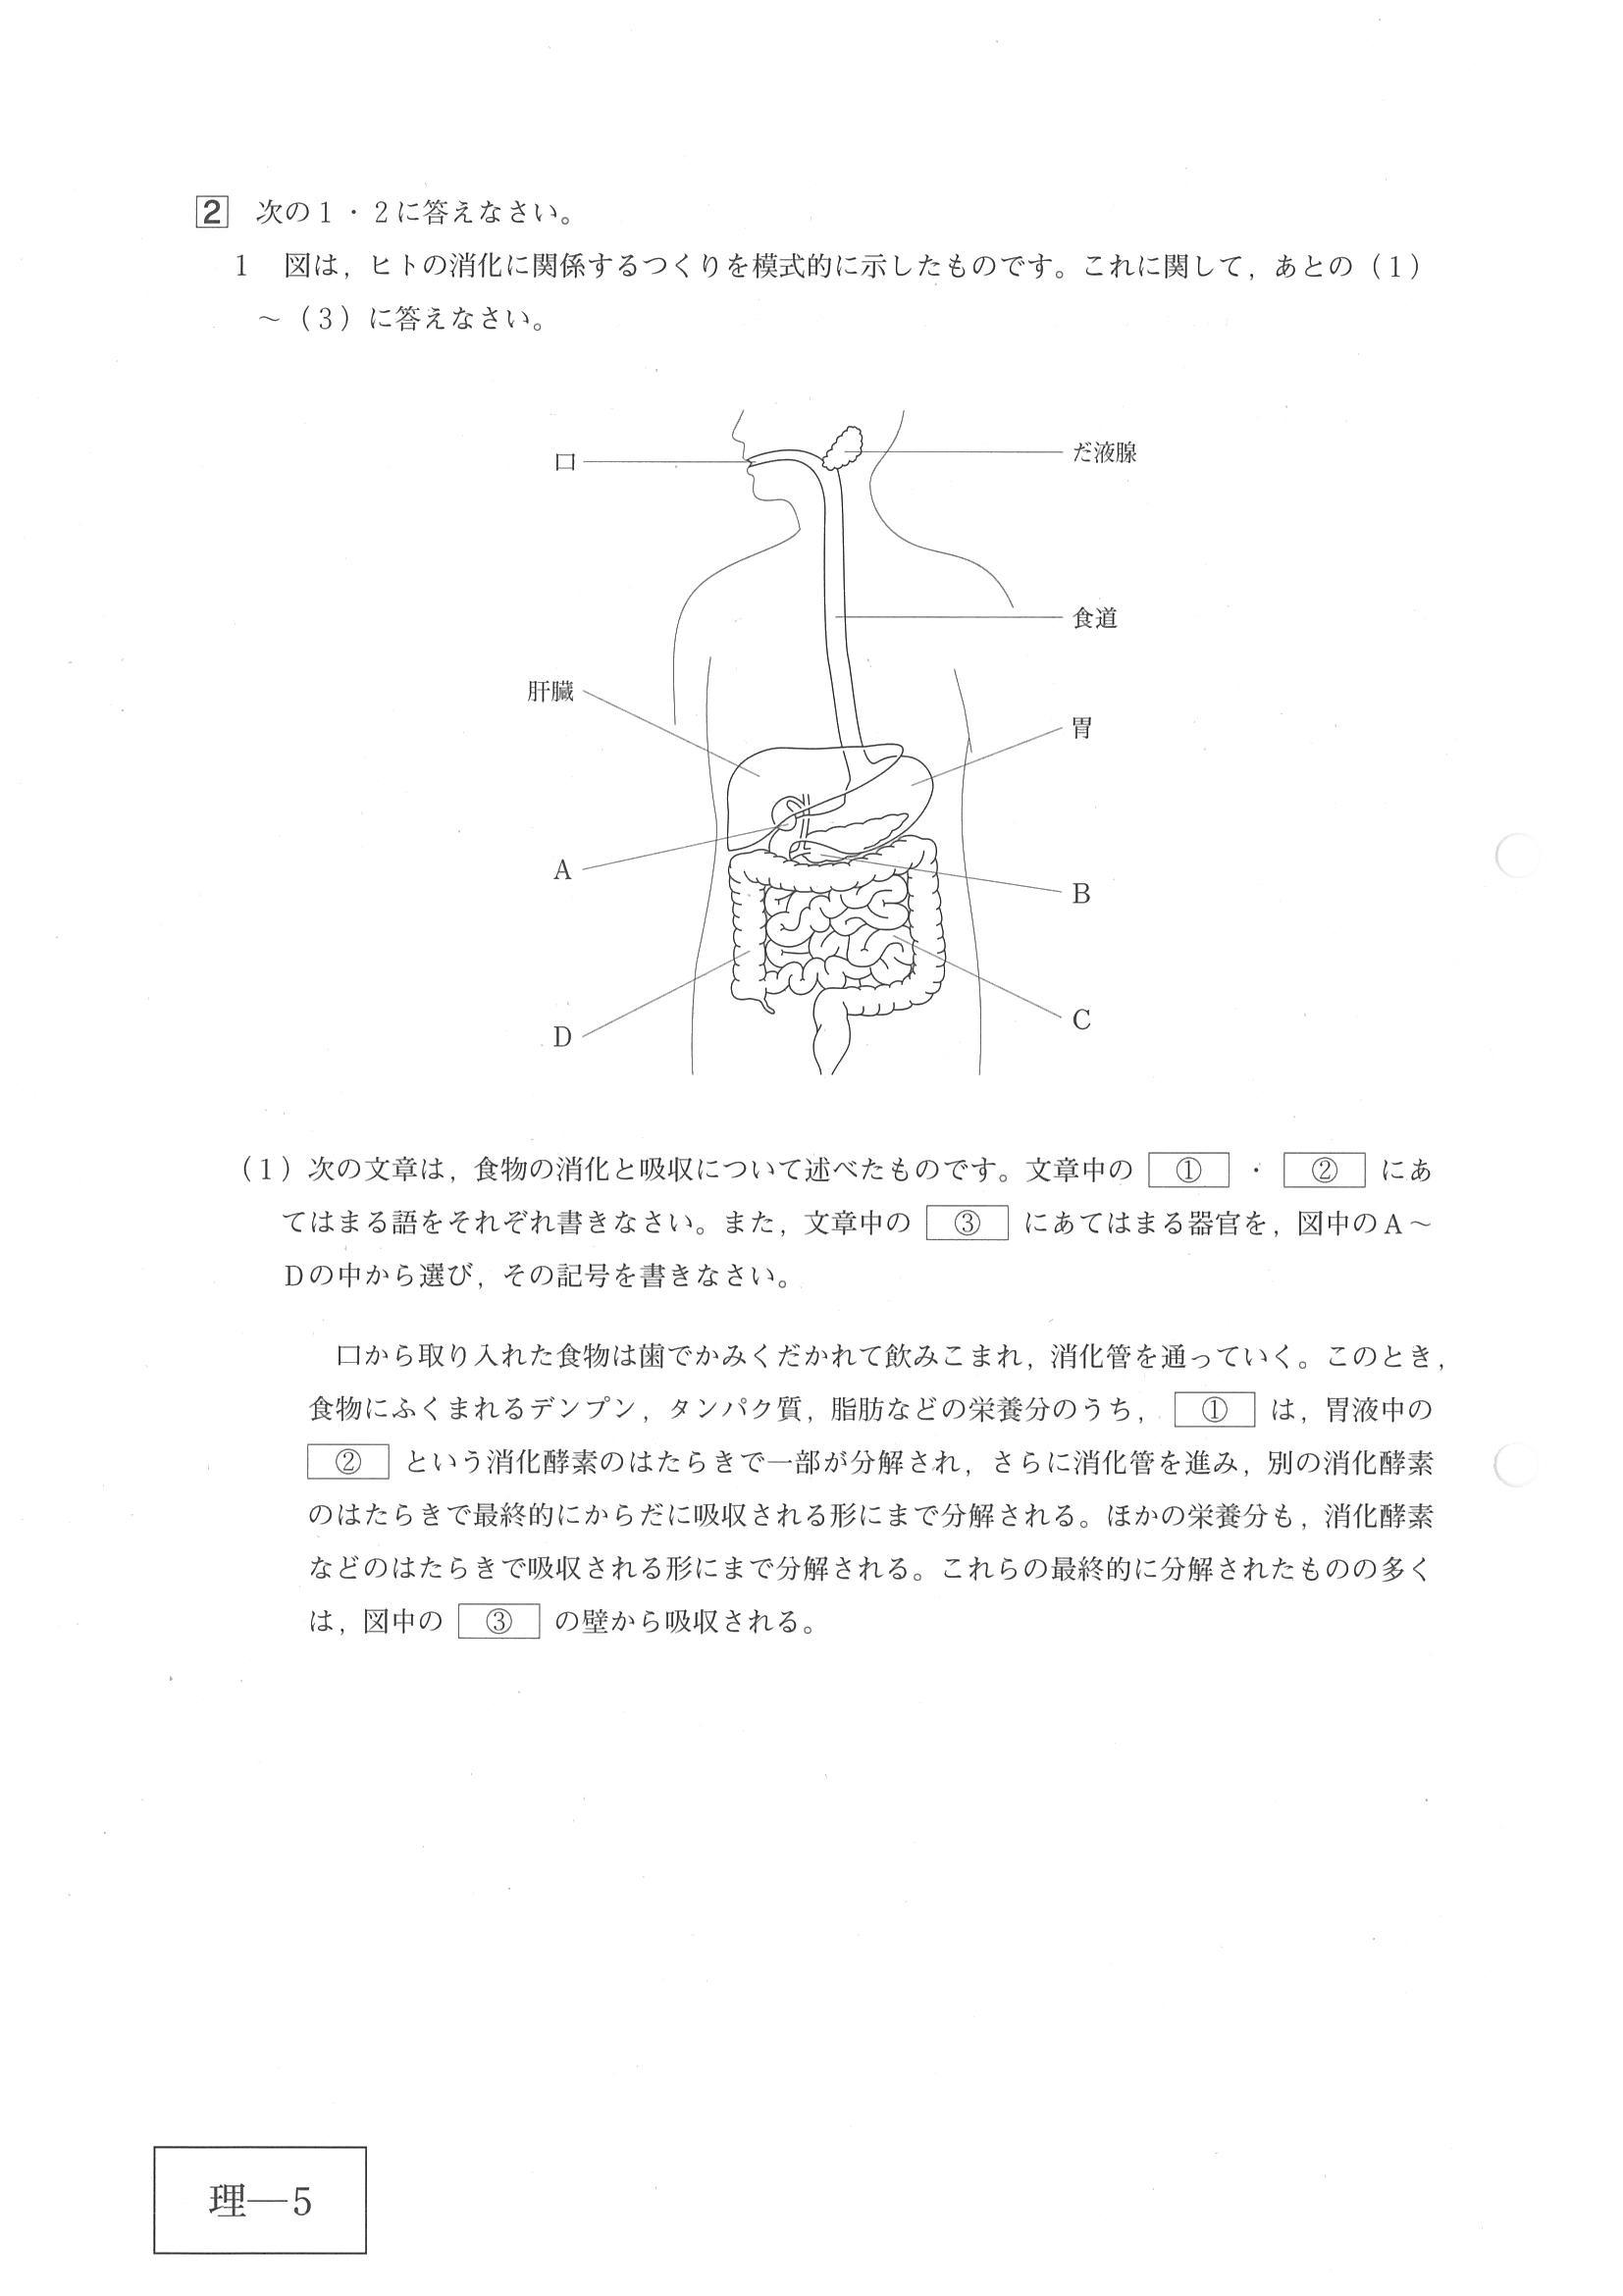 2 次の1・2に答えなさい。
1 図は，ヒトの消化に関係するつくりを模式的に示したものです。これに関して，あとの（1）
～（3）に答えなさい。
口
だ液腺
食道
肝臓
胃
A
B
D
C
（1）次の文章は，食物の消化と吸収について述べたものです。文章中の ① ・ ② にあ
てはまる語をそれぞれ書きなさい。また，文章中の ③ にあてはまる器官を，図中のA～
Dの中から選び，その記号を書きなさい。
口から取り入れた食物は歯でかみくだかれて飲みこまれ，消化管を通っていく。このとき，
食物にふくまれるデンプン，タンパク質，脂肪などの栄養分のうち， ① は，胃液中の
② という消化酵素のはたらきで一部が分解され，さらに消化管を進み，別の消化酵素
のはたらきで最終的にからだに吸収される形にまで分解される。ほかの栄養分も，消化酵素
などのはたらきで吸収される形にまで分解される。これらの最終的に分解されたものの多く
は，図中の ③ の壁から吸収される。
理―5